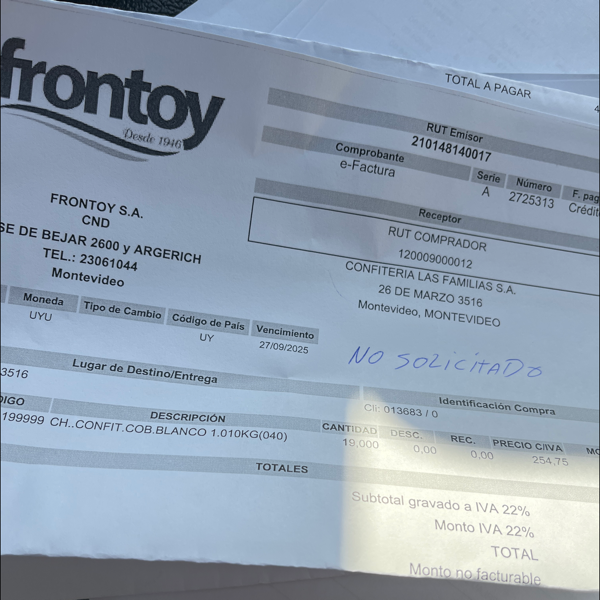 frontoy
Desde 1946
TOTAL A PAGAR
RUT Emisor
210148140017
Comprobante Serie Número
e-Factura A 2725313
FRONTOY S.A.
CND
SE DE BEJAR 2600 y ARGERICH
TEL.: 23061044
Montevideo
Receptor
RUT COMPRADOR
120009000012
CONFITERIA LAS FAMILIAS S.A.
26 DE MARZO 3516
Montevideo, MONTEVIDEO
Moneda Tipo de Cambio Código de País Vencimiento
UYU UY 27/09/2025
NO SOLICITADO
Lugar de Destino/Entrega Identificación Compra
3516 Cli: 013683 / 0
DIGO DESCRIPCIÓN CANTIDAD DESC. REC. PRECIO C/IVA
199999 CH..CONFIT.COB.BLANCO 1.010KG(040) 19,000 0,00 0,00 254,75
TOTALES
Subtotal gravado a IVA 22%
Monto IVA 22%
TOTAL
Monto no facturable